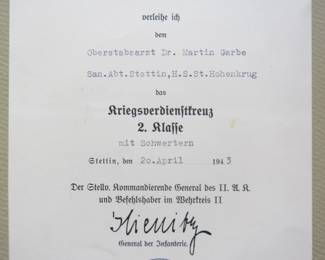 verleihe ich
dem
Oberstabsarzt Dr. Martin Garbe
San.Abt.Stettin,H.S.St.Hohenkrug
das
Kriegsverdienstkreuz
2. Klasse
mit Schwertern
Stettin, den 20.April 1943
Der Stellv. Kommandierende General des II. A. K.
und Befehlshaber im Wehrkreis II
General der Infanterie.